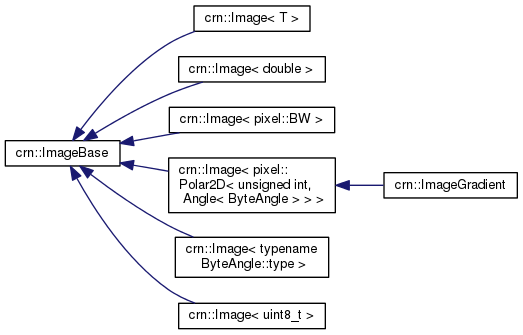 crn::Image< T >
crn::Image< double >
crn::Image< pixel::BW >
crn::ImageBase
crn::Image< pixel::
Polar2D< unsigned int,
Angle< ByteAngle > > >
crn::ImageGradient
crn::Image< typename
ByteAngle::type >
crn::Image< uint8_t >